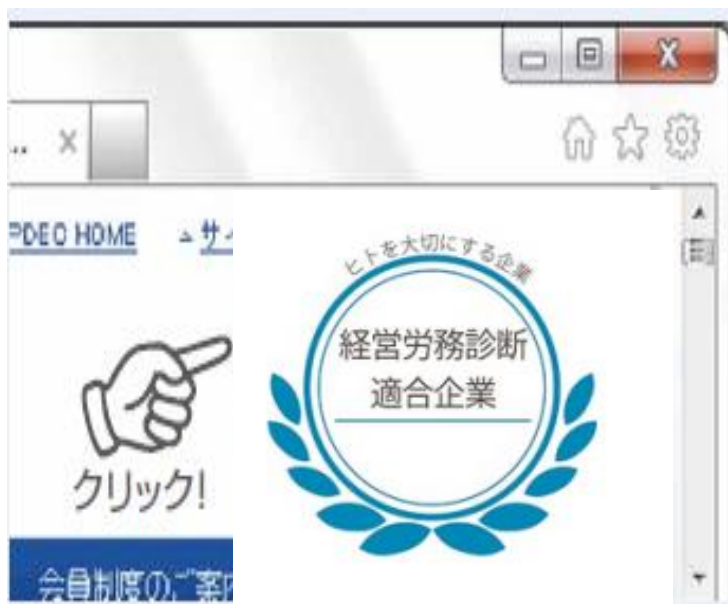 .. ×
PDEC HOME
ヒトを大切にする企業
経営労務診断
適合企業
クリック!
会員制度のご案内